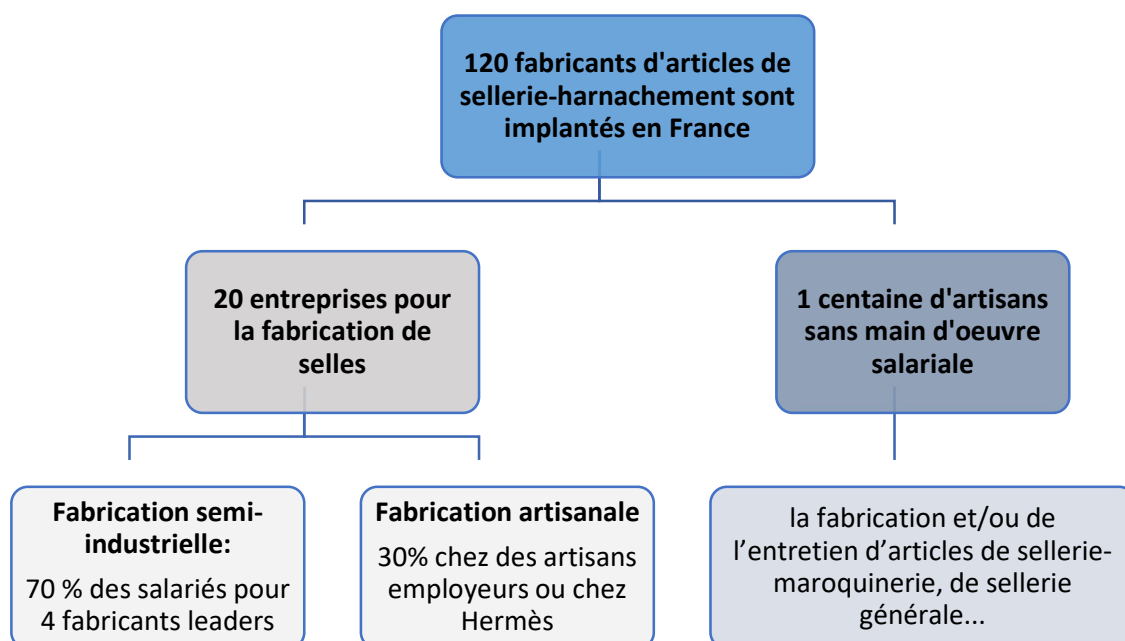 120 fabricants d'articles de
sellerie-harnachement sont
implantés en France
20 entreprises pour
la fabrication de
selles
1 centaine d'artisans
sans main d'oeuvre
salariale
Fabrication semi-
industrielle:
70 % des salariés pour
4 fabricants leaders
Fabrication artisanale
30% chez des artisans
employeurs ou chez
Hermès
la fabrication et/ou de
l’entretien d’articles de sellerie-
maroquinerie, de sellerie
générale...